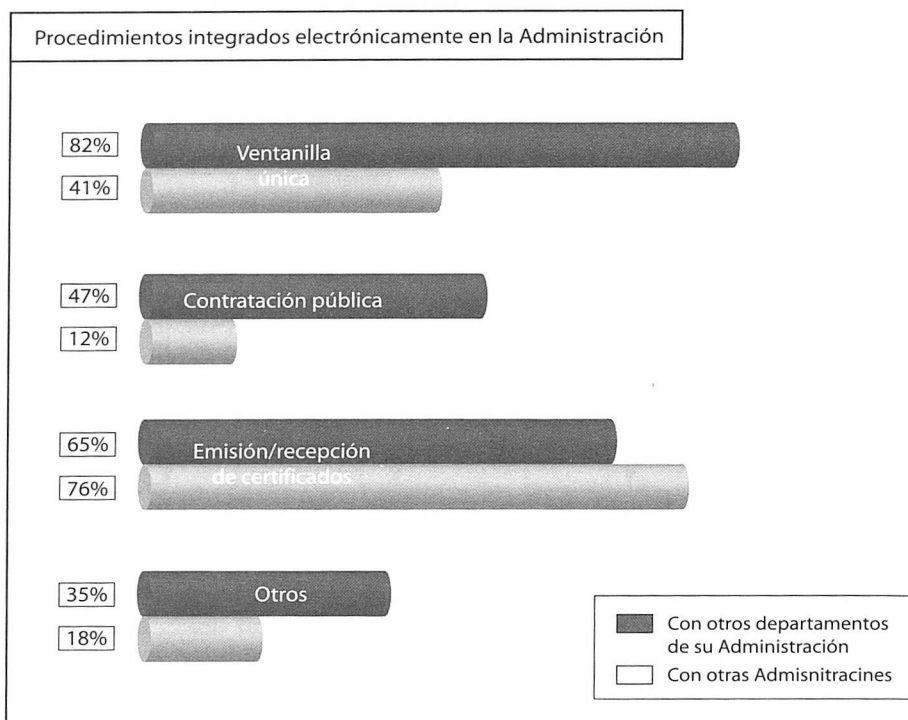 Procedimientos integrados electrónicamente en la Administración
82%
Ventanilla
única
41%
47%
Contratación pública
12%
65%
Emisión/recepción
de certificados
76%
35%
Otros
18%
Con otros departamentos
de su Administración
Con otras Admisnitracines